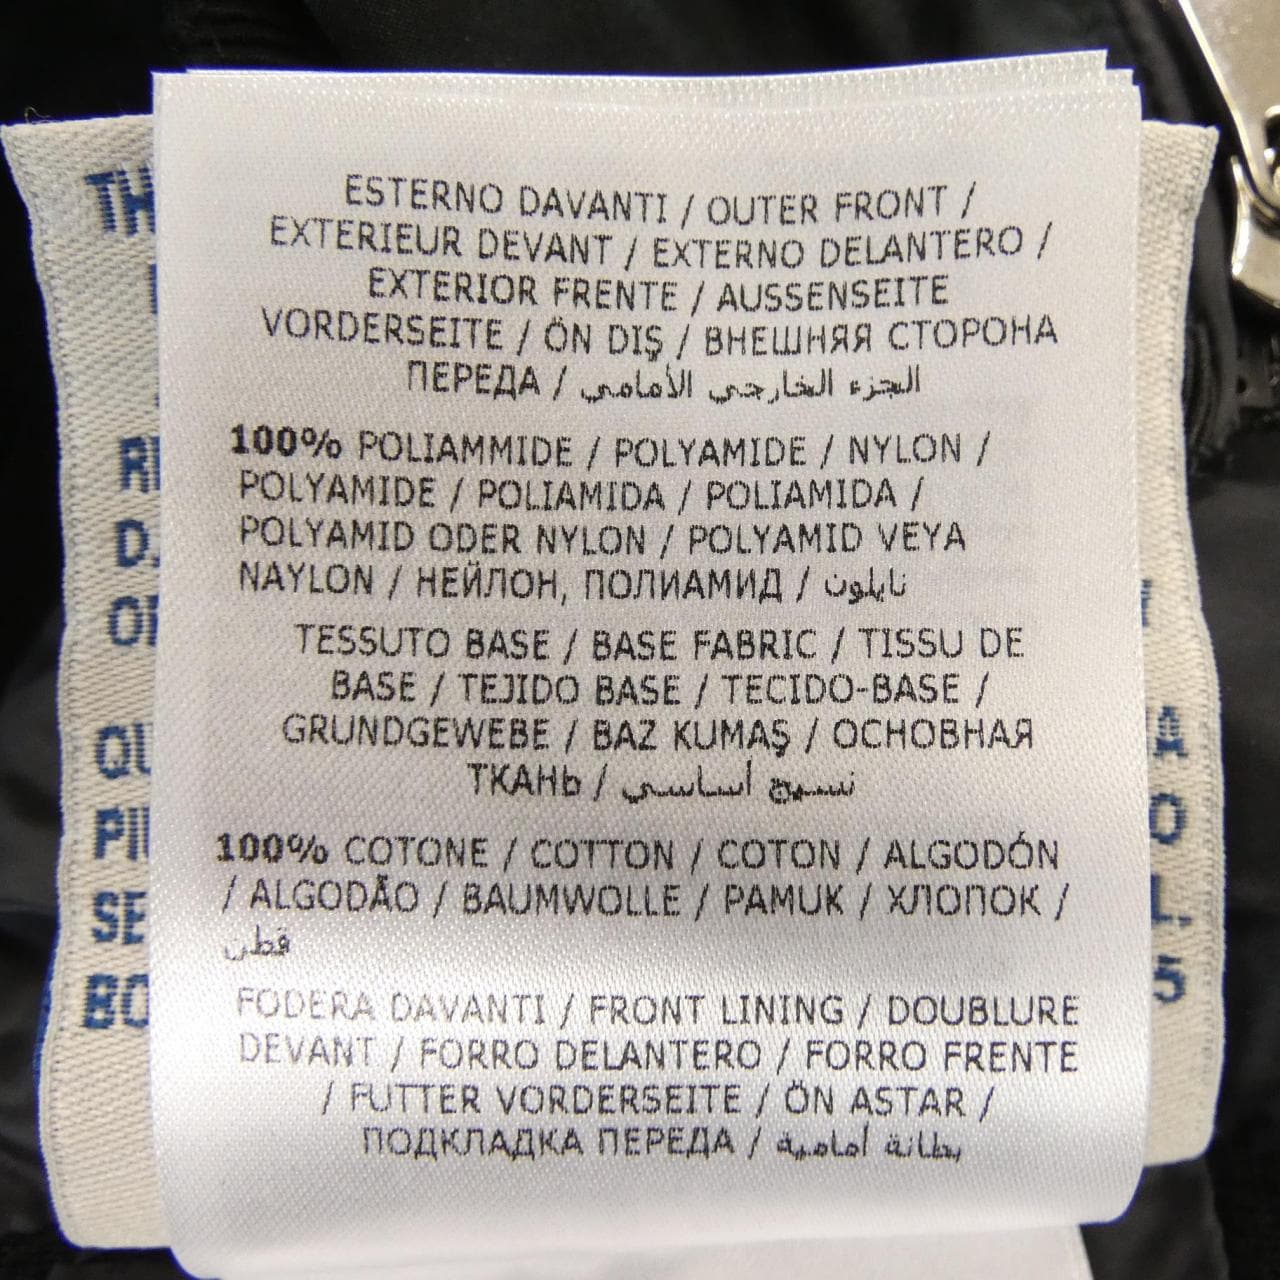 ESTERNO DAVANTI / OUTER FRONT /
EXTERIEUR DEVANT / EXTERNO DELANTERO /
EXTERIOR FRENTE / AUSSENSEITE
VORDERSEITE / ÖN DIŞ / ВНЕШНЯЯ СТОРОНА
ПЕРЕДА / الجزء الخارجي الأمامي
100% POLIAMMIDE / POLYAMIDE / NYLON /
POLYAMIDE / POLIAMIDA / POLIAMIDA /
POLYAMID ODER NYLON / POLYAMID VEYA
NAYLON / НЕЙЛОН, ПОЛИАМИД / نايلون
TESSUTO BASE / BASE FABRIC / TISSU DE
BASE / TEJIDO BASE / TECIDO-BASE /
GRUNDGEWEBE / BAZ KUMAŞ / ОСНОВНАЯ
ТКАНЬ / نسيج أساسي
100% COTONE / COTTON / COTON / ALGODÓN
/ ALGODÃO / BAUMWOLLE / PAMUK / ХЛОПОК /
قطن
FODERA DAVANTI / FRONT LINING / DOUBLURE
DEVANT / FORRO DELANTERO / FORRO FRENTE
/ FUTTER VORDERSEITE / ÖN ASTAR /
ПОДКЛАДКА ПЕРЕДА / بطانة أمامية